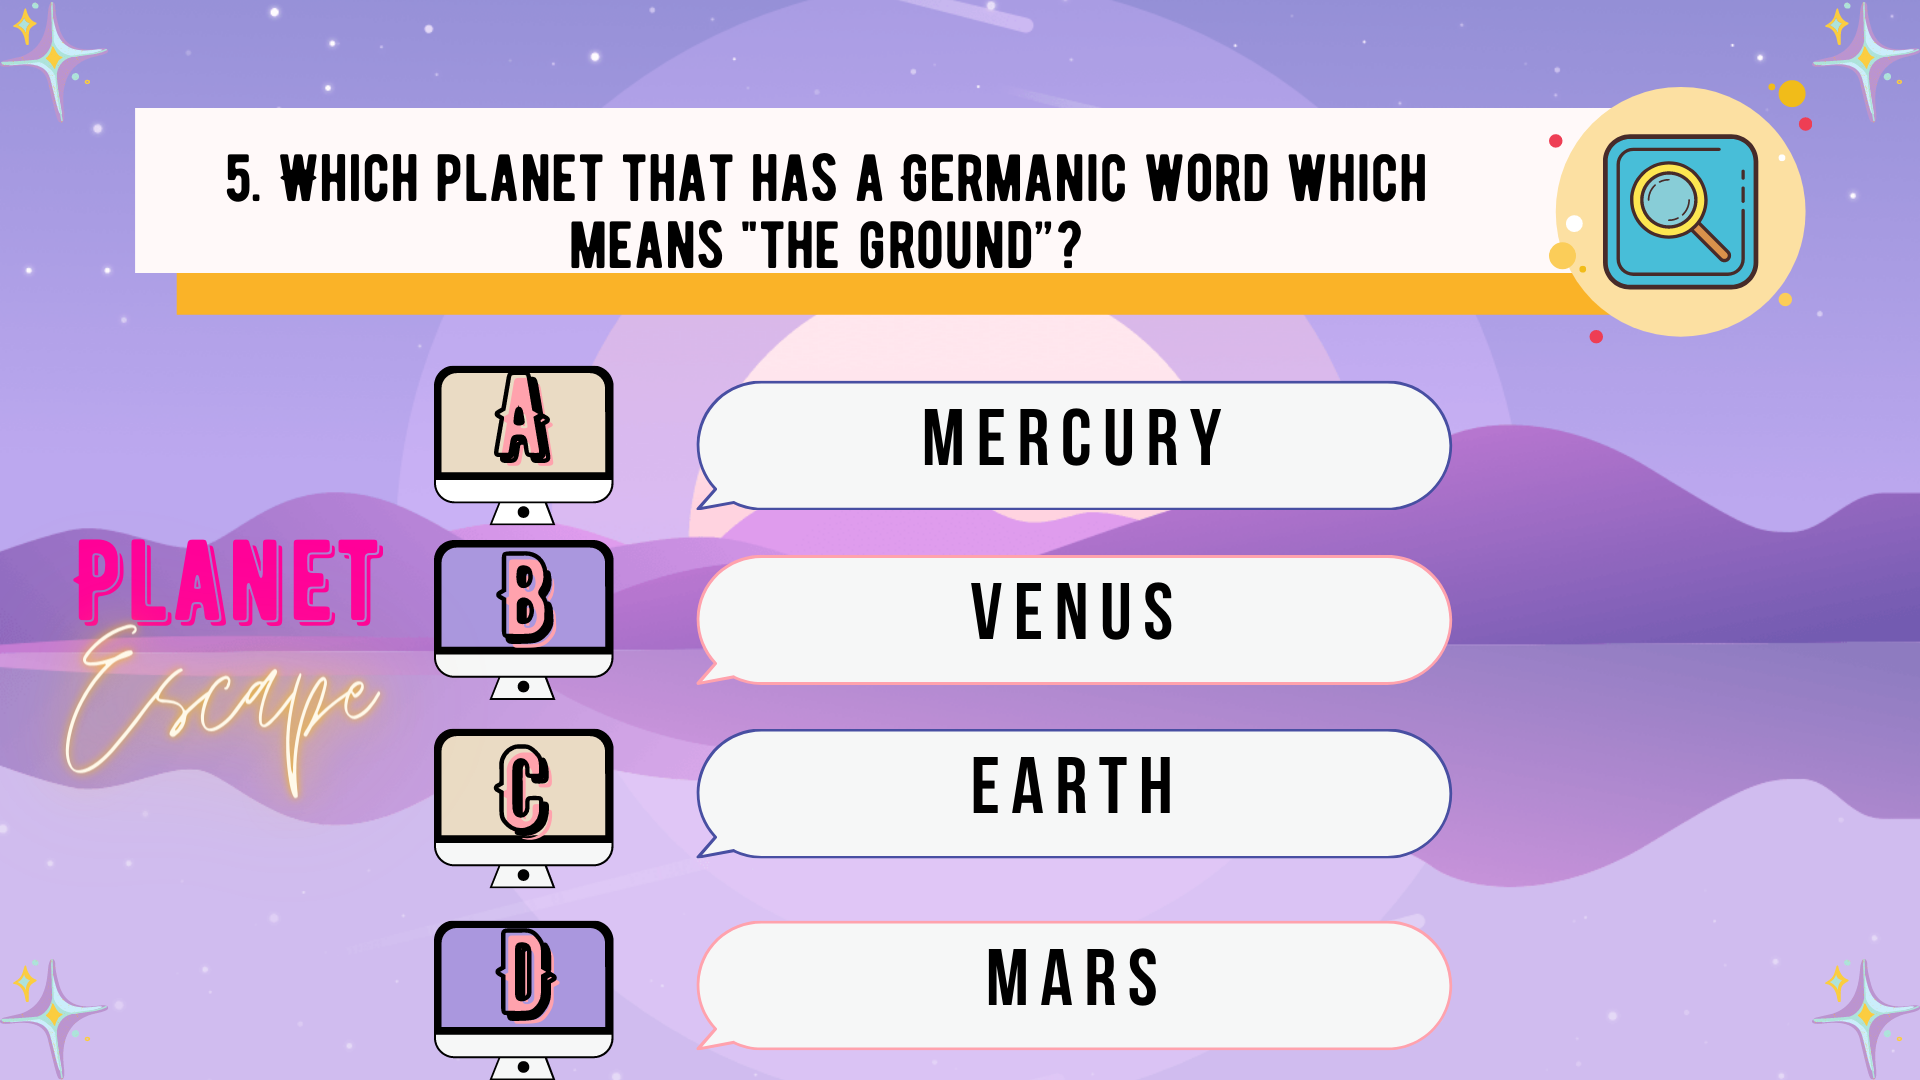 5. WHICH PLANET THAT HAS A GERMANIC WORD WHICH
MEANS "THE GROUND”?
A
MERCURY
PLANET
Escape
B
VENUS
C
EARTH
D
MARS